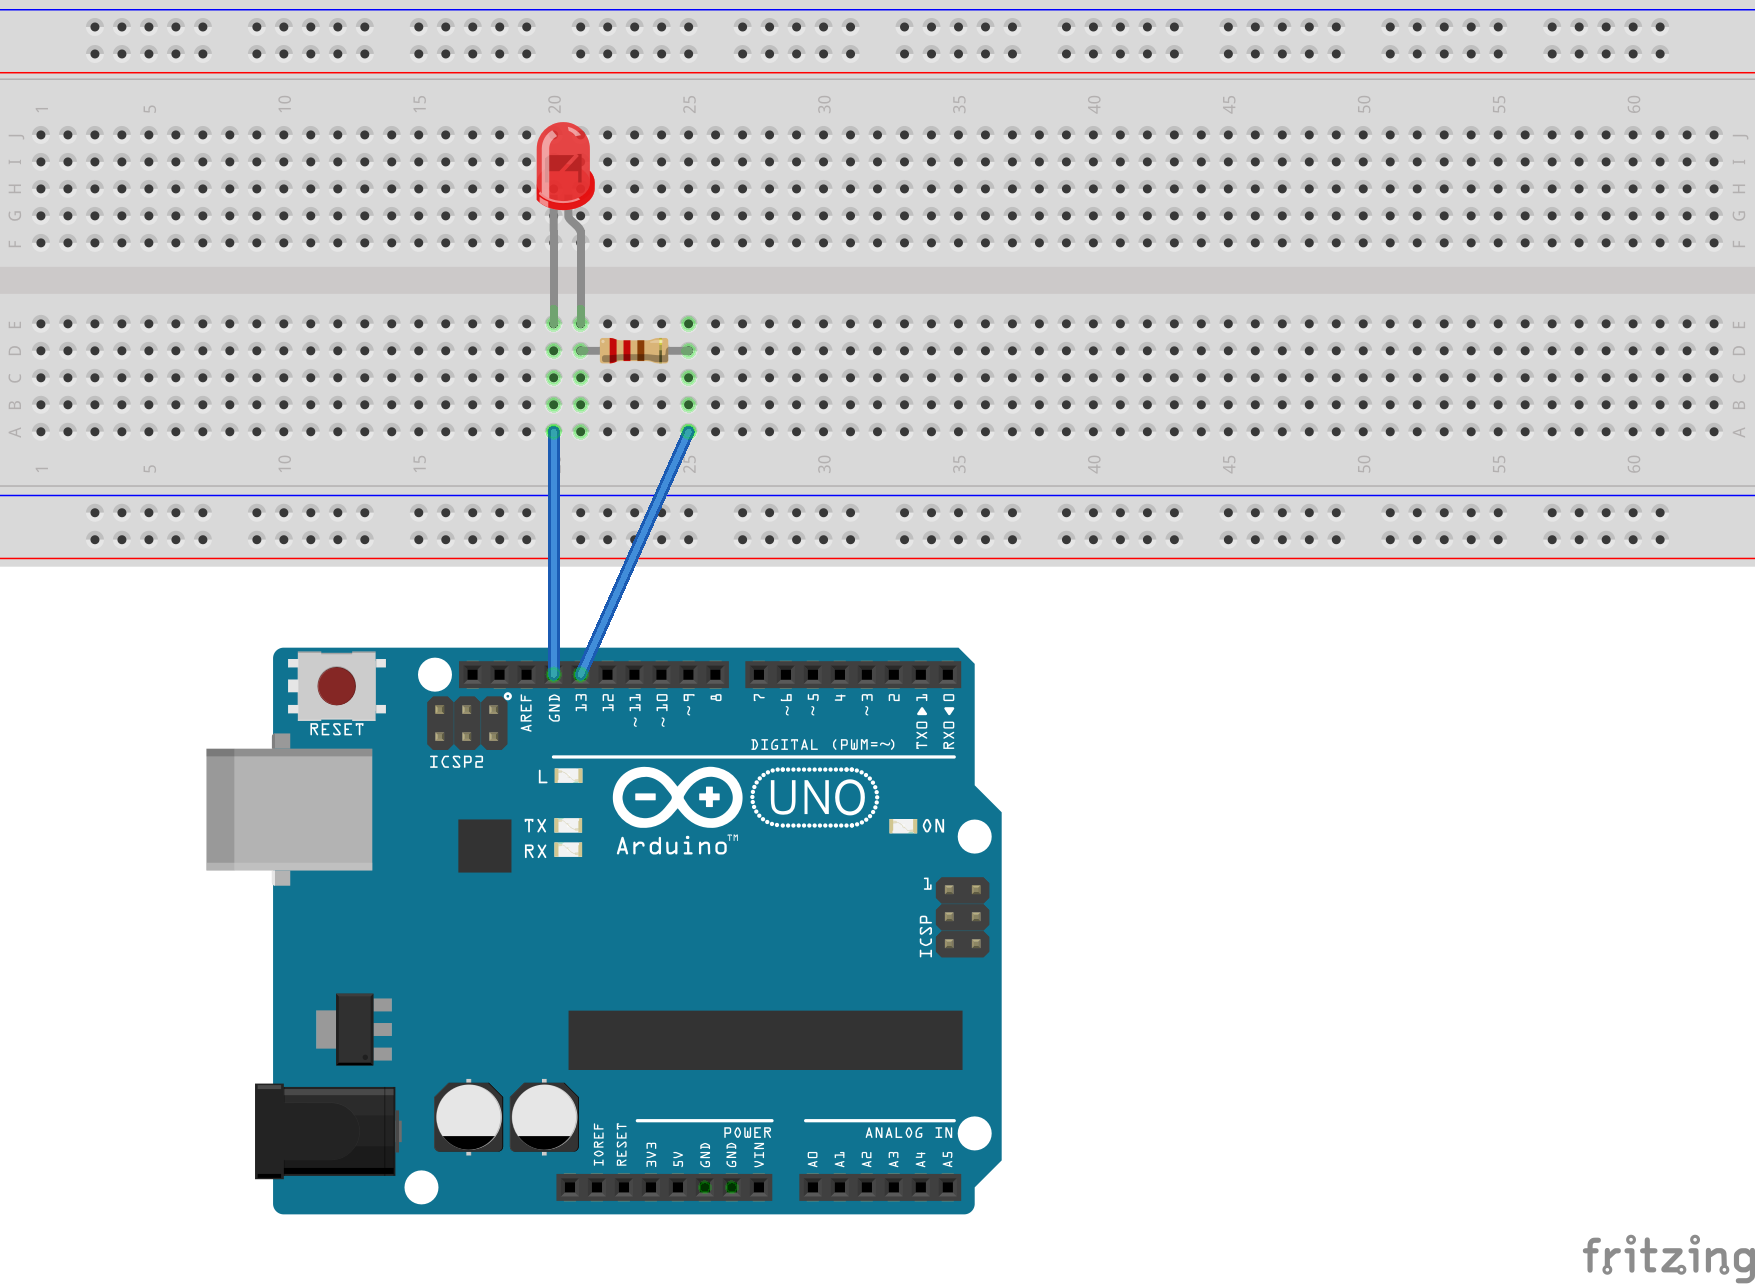 1 5 10 15 20 25 30 35 40 45 50 55 60
J J
I I
H H
G G
F F
E E
D D
C C
B B
A A
1 5 10 15 25 30 35 40 45 50 55 60
RESET
ICSP2
AREF
GND
13
12
~11
~10
~9
8
7
~6
~5
4
~3
2
TX0▶1
RX0◀0
DIGITAL (PWM=~)
L
TX
RX
UNO
Arduino™
ON
1
ICSP
IOREF
RESET
3V3
5V
GND
GND
VIN
POWER
ANALOG IN
A0
A1
A2
A3
A4
A5
fritzing